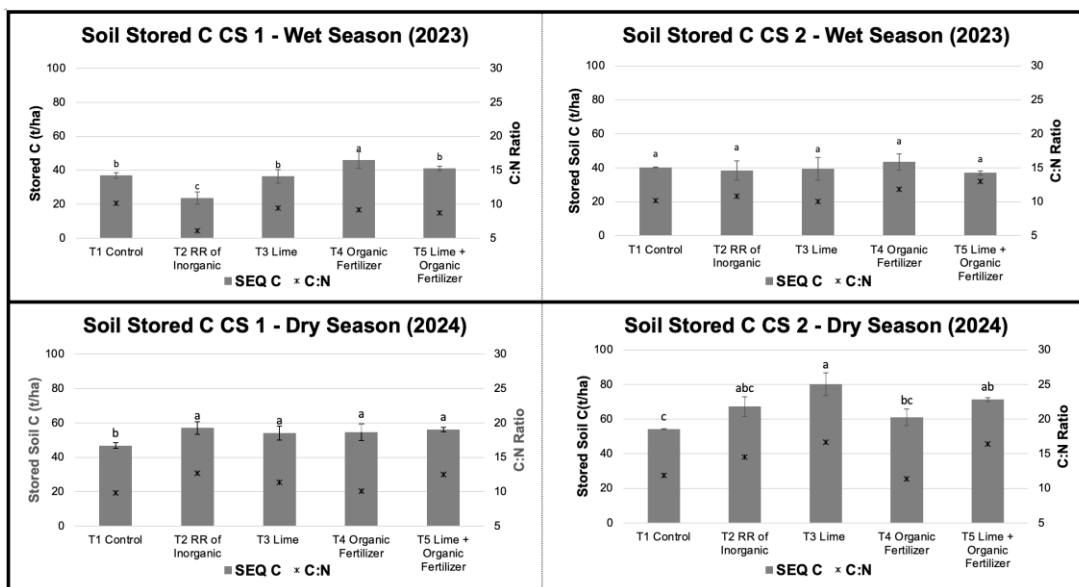 Soil Stored C CS 1 - Wet Season (2023)
100
80
60
40
20
0
Stored C (t/ha)
b
c
b
a
b
30
25
20
15
10
5
C:N Ratio
T1 Control
T2 RR of
Inorganic
T3 Lime
T4 Organic
Fertilizer
T5 Lime +
Organic
Fertilizer
SEQ C
C:N
Soil Stored C CS 2 - Wet Season (2023)
100
80
60
40
20
0
Stored Soil C (t/ha)
a
a
a
a
a
30
25
20
15
10
5
C:N Ratio
T1 Control
T2 RR of
Inorganic
T3 Lime
T4 Organic
Fertilizer
T5 Lime +
Organic
Fertilizer
SEQ C
C:N
Soil Stored C CS 1 - Dry Season (2024)
100
80
60
40
20
0
Stored Soil C (t/ha)
b
a
a
a
a
30
25
20
15
10
5
C:N Ratio
T1 Control
T2 RR of
Inorganic
T3 Lime
T4 Organic
Fertilizer
T5 Lime +
Organic
Fertilizer
SEQ C
C:N
Soil Stored C CS 2 - Dry Season (2024)
100
80
60
40
20
0
Stored Soil C(t/ha)
c
abc
a
bc
ab
30
25
20
15
10
5
C:N Ratio
T1 Control
T2 RR of
Inorganic
T3 Lime
T4 Organic
Fertilizer
T5 Lime +
Organic
Fertilizer
SEQ C
C:N